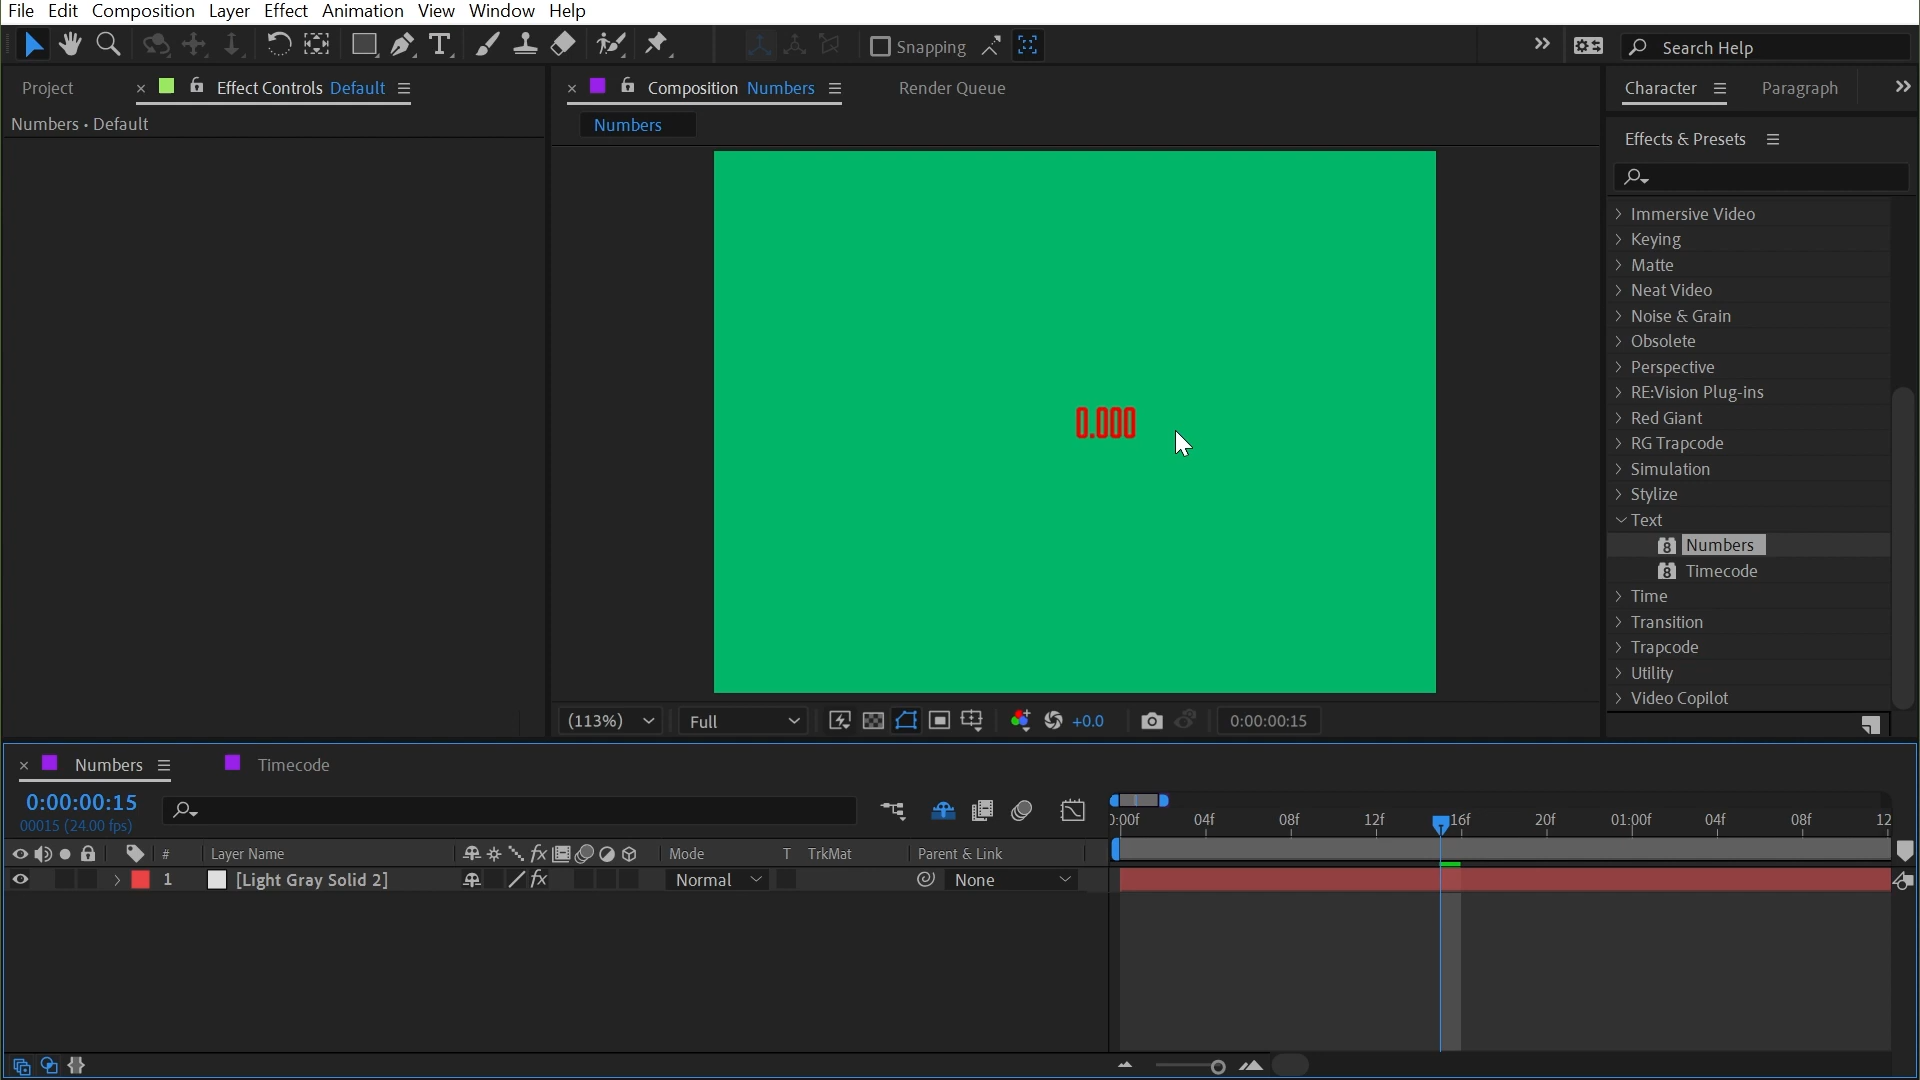 File Edit Composition Layer Effect Animation View Window Help
Snapping
Search Help
Project
Effect Controls Default
Composition Numbers
Render Queue
Character
Paragraph
Numbers • Default
Numbers
Effects & Presets
Immersive Video
Keying
Matte
Neat Video
Noise & Grain
Obsolete
Perspective
RE:Vision Plug-ins
Red Giant
RG Trapcode
Simulation
Stylize
Text
8 Numbers
8 Timecode
Time
Transition
Trapcode
Utility
Video Copilot
0.000
(113%)
Full
+0.0
0:00:00:15
Numbers
Timecode
0:00:00:15
00015 (24.00 fps)
:00f 04f 08f 12f 16f 20f 01:00f 04f 08f 12
# Layer Name fx Mode T TrkMat Parent & Link
1 [Light Gray Solid 2] fx Normal None